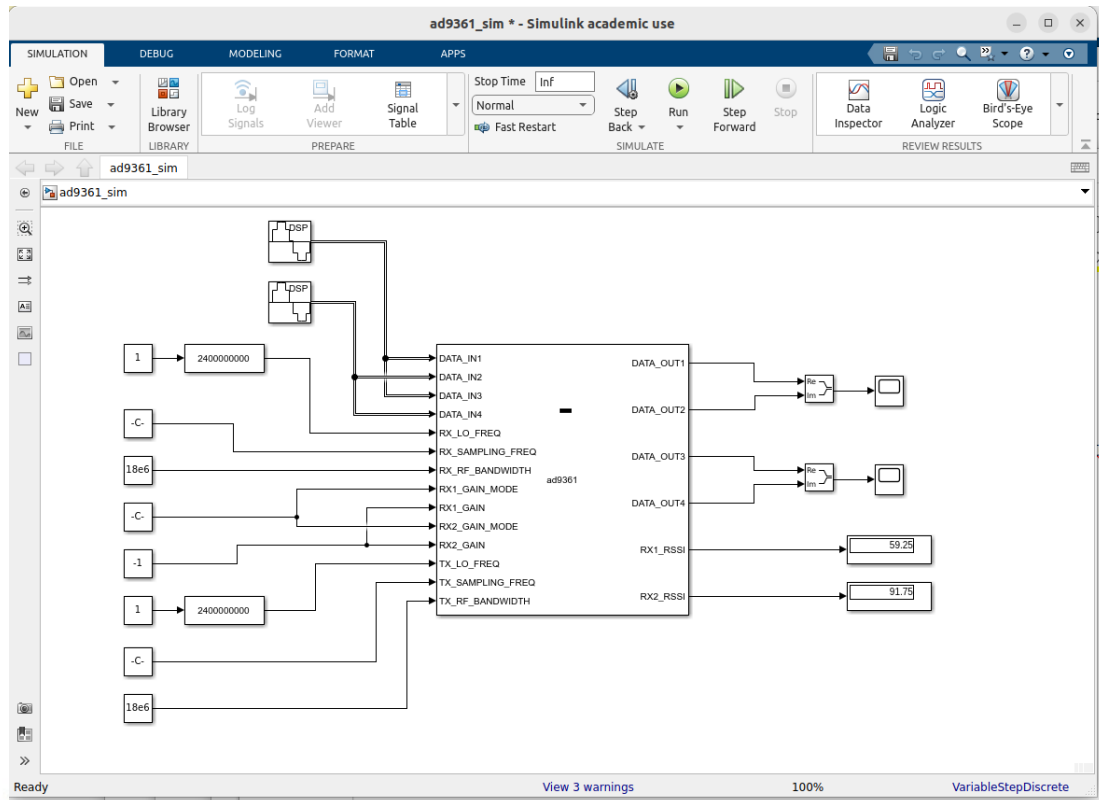 ad9361_sim * - Simulink academic use
SIMULATION DEBUG MODELING FORMAT APPS
New
Open
Save
Print
FILE
Library Browser
LIBRARY
Log Signals
Add Viewer
Signal Table
PREPARE
Stop Time Inf
Normal
Fast Restart
Step Back
Run
Step Forward
Stop
SIMULATE
Data Inspector
Logic Analyzer
Bird's-Eye Scope
REVIEW RESULTS
ad9361_sim
ad9361_sim
DSP
DSP
1
2400000000
-C-
18e6
-C-
-1
1
2400000000
-C-
18e6
DATA_IN1
DATA_IN2
DATA_IN3
DATA_IN4
RX_LO_FREQ
RX_SAMPLING_FREQ
RX_RF_BANDWIDTH
RX1_GAIN_MODE
RX1_GAIN
RX2_GAIN_MODE
RX2_GAIN
TX_LO_FREQ
TX_SAMPLING_FREQ
TX_RF_BANDWIDTH
ad9361
DATA_OUT1
DATA_OUT2
DATA_OUT3
DATA_OUT4
RX1_RSSI
RX2_RSSI
Re
Im
Re
Im
59.25
91.75
Ready View 3 warnings 100% VariableStepDiscrete